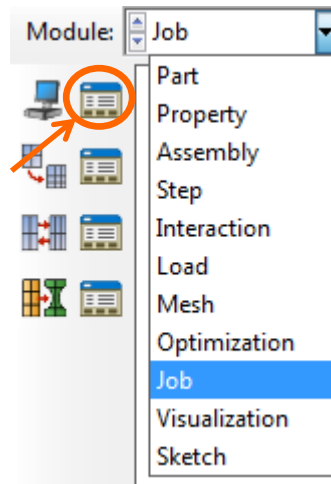 Module: Job
Part
Property
Assembly
Step
Interaction
Load
Mesh
Optimization
Job
Visualization
Sketch